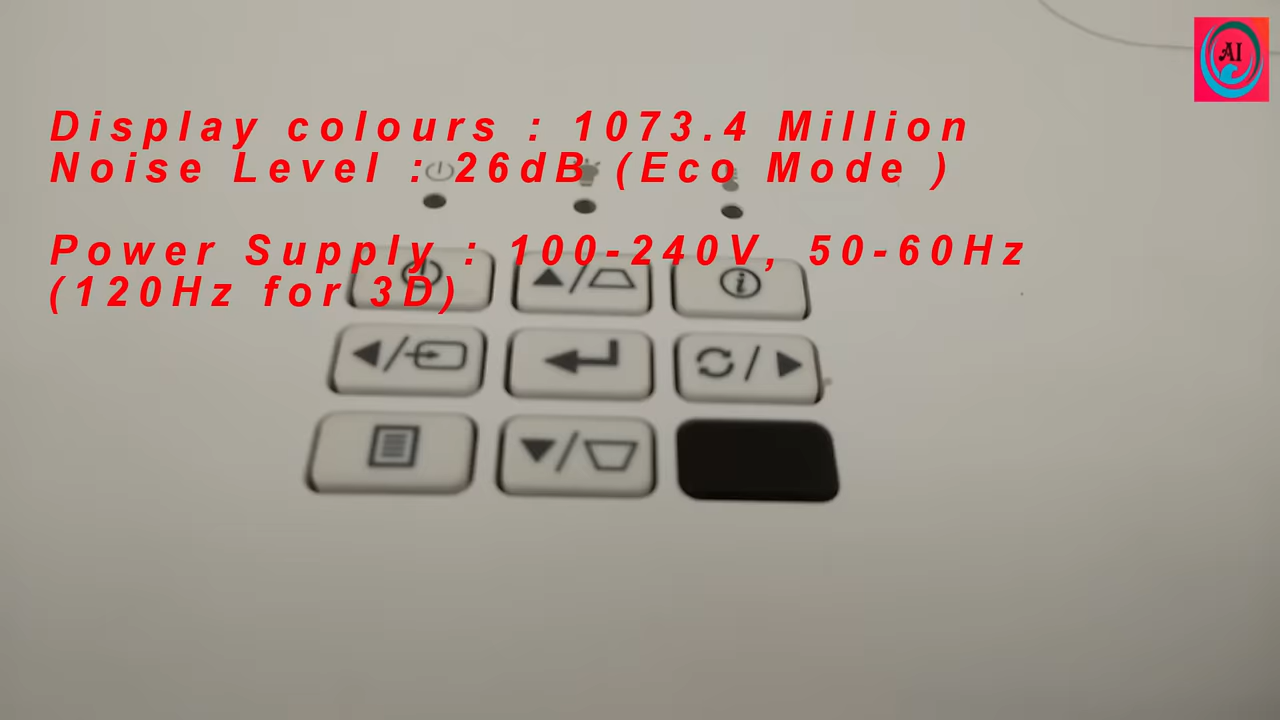 AI
Display colours : 1073.4 Million
Noise Level : 26dB (Eco Mode )
Power Supply : 100-240V, 50-60Hz
(120Hz for 3D)